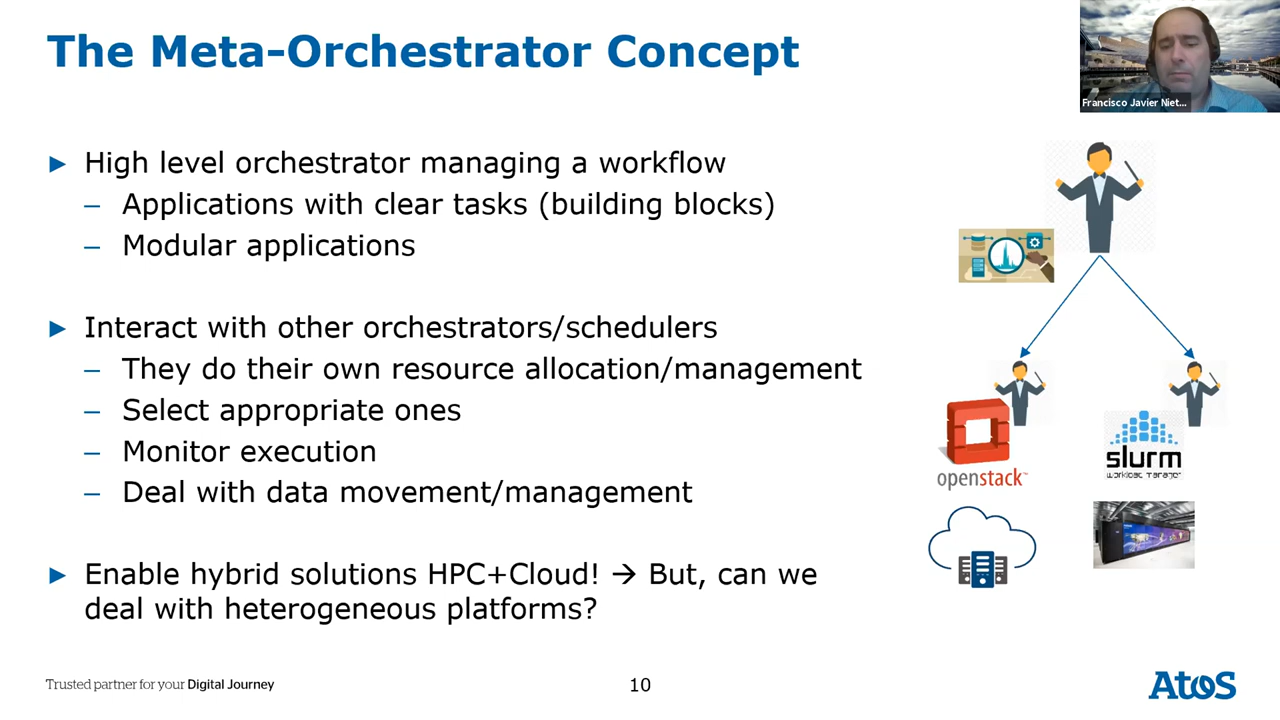 The Meta-Orchestrator Concept
Francisco Javier Niet...
► High level orchestrator managing a workflow
– Applications with clear tasks (building blocks)
– Modular applications
► Interact with other orchestrators/schedulers
– They do their own resource allocation/management
– Select appropriate ones
– Monitor execution
– Deal with data movement/management
► Enable hybrid solutions HPC+Cloud! → But, can we
deal with heterogeneous platforms?
openstack™
slurm
workload manager
Trusted partner for your Digital Journey
10
Atos